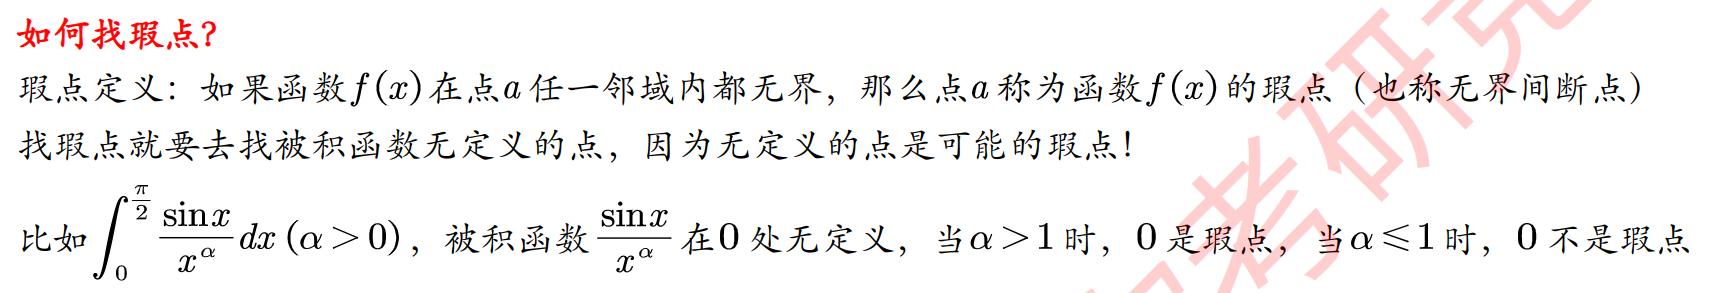 如何找瑕点?
瑕点定义：如果函数f(x)在点a任一邻域内都无界，那么点a称为函数f(x)的瑕点（也称无界间断点）
找瑕点就要去找被积函数无定义的点，因为无定义的点是可能的瑕点!
比如∫₀^(π/2) sinx/x^α dx (α>0)，被积函数 sinx/x^α 在0处无定义，当α>1时，0是瑕点，当α≤1时，0不是瑕点
考研竞